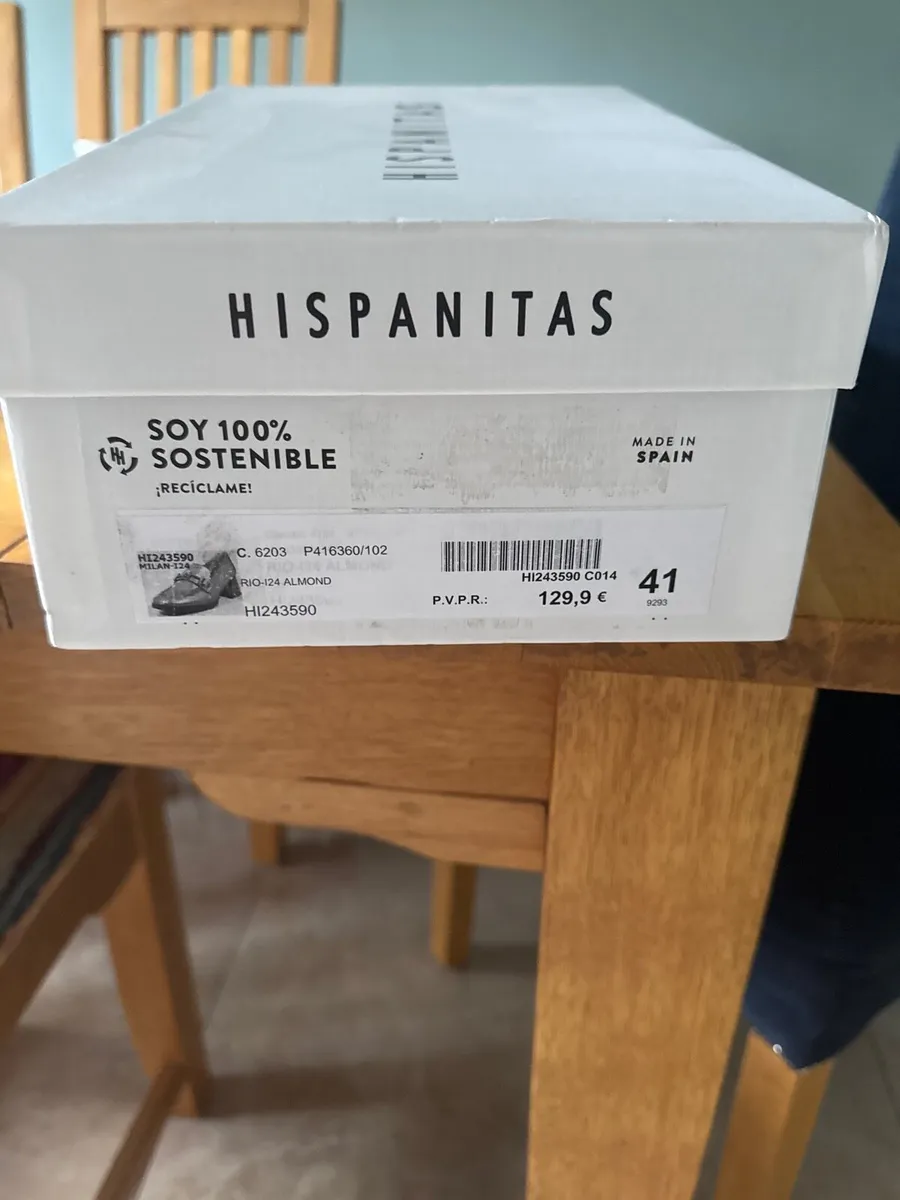 HISPANITAS
HISPANITAS
SOY 100%
SOSTENIBLE
¡RECÍCLAME!
MADE IN
SPAIN
HI243590
MILAN-I24
C. 6203 P416360/102
RIO-I24 ALMOND
HI243590
HI243590 C014
P.V.P.R.: 129,9 €
41
9293